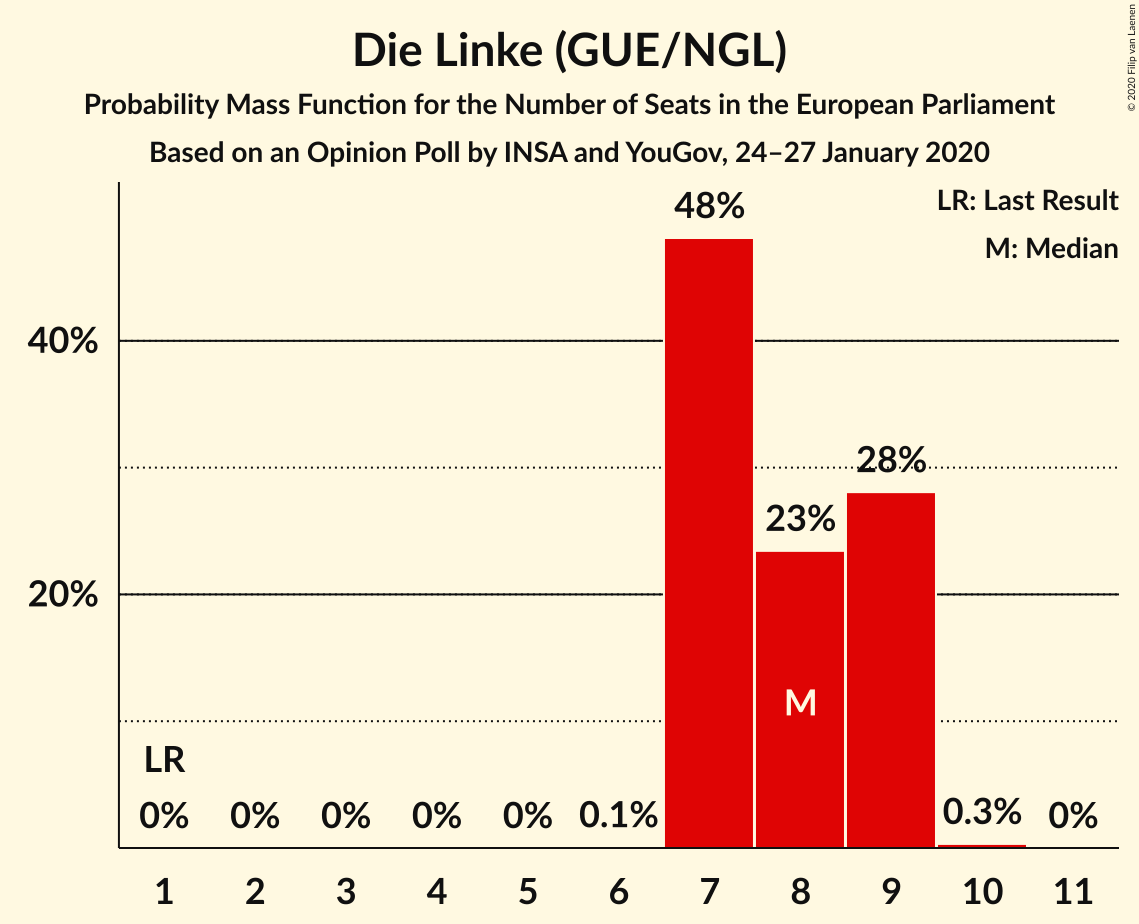 Die Linke (GUE/NGL)
Probability Mass Function for the Number of Seats in the European Parliament
Based on an Opinion Poll by INSA and YouGov, 24–27 January 2020
© 2020 Filip van Laenen
LR: Last Result
M: Median
48%
40%
28%
23%
20%
M
LR
0% 0% 0% 0% 0% 0.1% 0.3% 0%
1 2 3 4 5 6 7 8 9 10 11